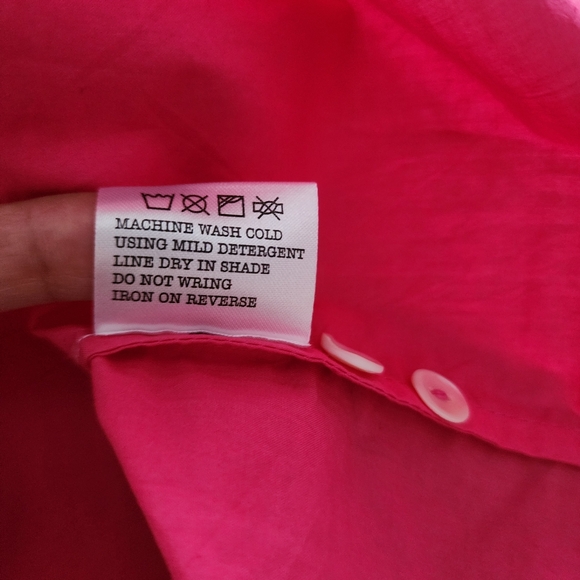 MACHINE WASH COLD
USING MILD DETERGENT
LINE DRY IN SHADE
DO NOT WRING
IRON ON REVERSE